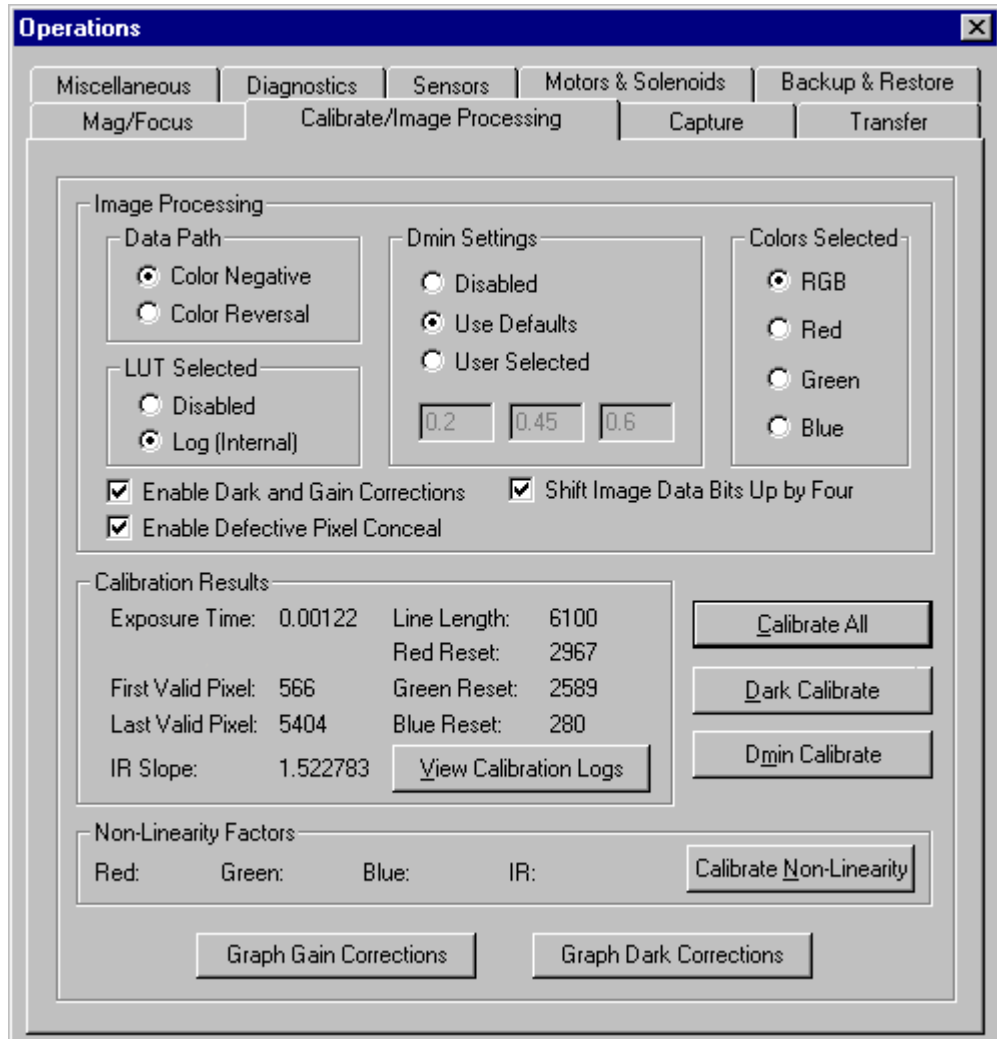 Operations
Miscellaneous Diagnostics Sensors Motors & Solenoids Backup & Restore
Mag/Focus Calibrate/Image Processing Capture Transfer
Image Processing
Data Path
Color Negative
Color Reversal
LUT Selected
Disabled
Log (Internal)
Dmin Settings
Disabled
Use Defaults
User Selected
0.2 0.45 0.6
Colors Selected
RGB
Red
Green
Blue
Enable Dark and Gain Corrections
Shift Image Data Bits Up by Four
Enable Defective Pixel Conceal
Calibration Results
Exposure Time: 0.00122 Line Length: 6100
Red Reset: 2967
First Valid Pixel: 566 Green Reset: 2589
Last Valid Pixel: 5404 Blue Reset: 280
IR Slope: 1.522783 View Calibration Logs
Calibrate All
Dark Calibrate
Dmin Calibrate
Non-Linearity Factors
Red: Green: Blue: IR: Calibrate Non-Linearity
Graph Gain Corrections Graph Dark Corrections